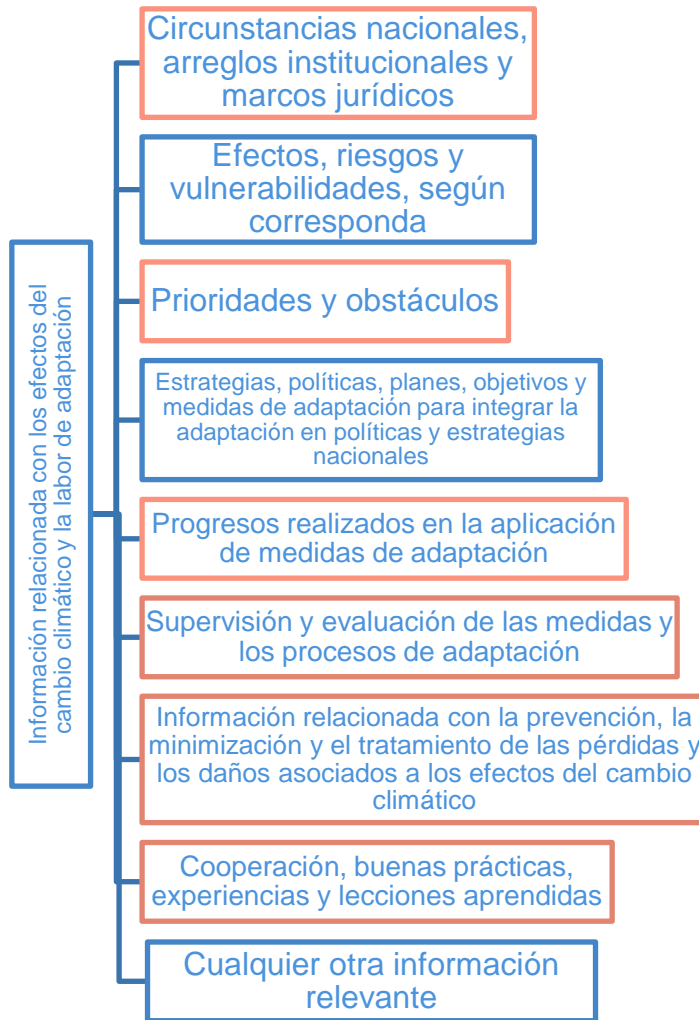 Información relacionada con los efectos del
cambio climático y la labor de adaptación
Circunstancias nacionales,
arreglos institucionales y
marcos jurídicos
Efectos, riesgos y
vulnerabilidades, según
corresponda
Prioridades y obstáculos
Estrategias, políticas, planes, objetivos y
medidas de adaptación para integrar la
adaptación en políticas y estrategias
nacionales
Progresos realizados en la aplicación
de medidas de adaptación
Supervisión y evaluación de las medidas y
los procesos de adaptación
Información relacionada con la prevención, la
minimización y el tratamiento de las pérdidas y
los daños asociados a los efectos del cambio
climático
Cooperación, buenas prácticas,
experiencias y lecciones aprendidas
Cualquier otra información
relevante